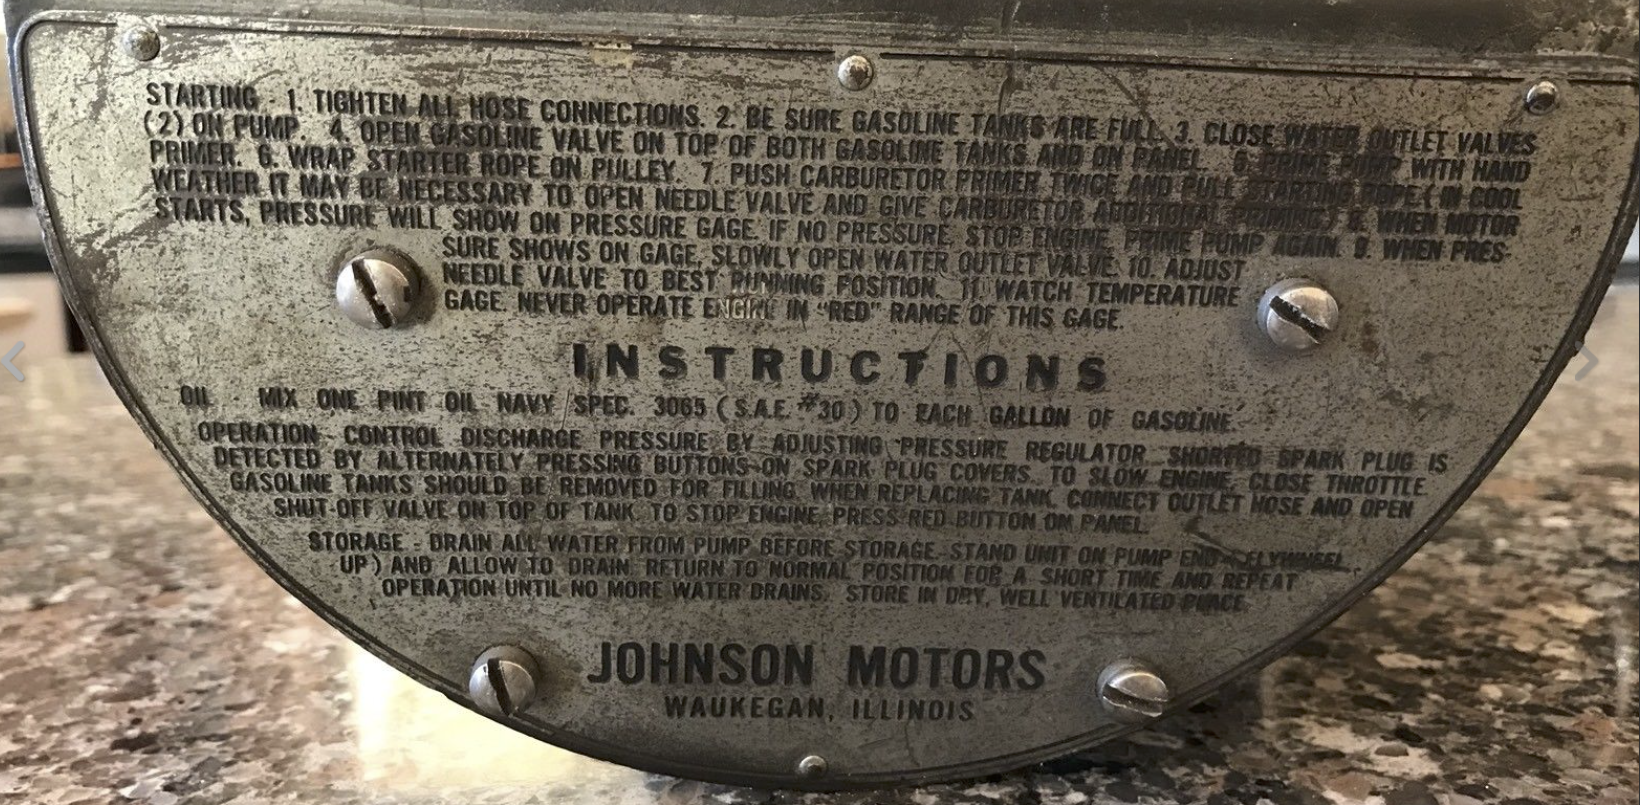 STARTING - 1. TIGHTEN ALL HOSE CONNECTIONS. 2. BE SURE GASOLINE TANKS ARE FULL. 3. CLOSE WATER OUTLET VALVES
(2) ON PUMP. 4. OPEN GASOLINE VALVE ON TOP OF BOTH GASOLINE TANKS AND ON PANEL. 5. PRIME PUMP WITH HAND
PRIMER. 6. WRAP STARTER ROPE ON PULLEY. 7. PUSH CARBURETOR PRIMER TWICE AND PULL STARTING ROPE. (IN COOL
WEATHER IT MAY BE NECESSARY TO OPEN NEEDLE VALVE AND GIVE CARBURETOR ADDITIONAL PRIMING) 8. WHEN MOTOR
STARTS, PRESSURE WILL SHOW ON PRESSURE GAGE. IF NO PRESSURE, STOP ENGINE, PRIME PUMP AGAIN. 9. WHEN PRES-
SURE SHOWS ON GAGE, SLOWLY OPEN WATER OUTLET VALVE. 10. ADJUST
NEEDLE VALVE TO BEST RUNNING POSITION. 11. WATCH TEMPERATURE
GAGE. NEVER OPERATE ENGINE IN "RED" RANGE OF THIS GAGE.
INSTRUCTIONS
OIL - MIX ONE PINT OIL NAVY SPEC. 3065 (S.A.E. #30) TO EACH GALLON OF GASOLINE.
OPERATION - CONTROL DISCHARGE PRESSURE BY ADJUSTING PRESSURE REGULATOR. SHORTED SPARK PLUG IS
DETECTED BY ALTERNATELY PRESSING BUTTONS ON SPARK PLUG COVERS. TO SLOW ENGINE, CLOSE THROTTLE.
GASOLINE TANKS SHOULD BE REMOVED FOR FILLING. WHEN REPLACING TANK, CONNECT OUTLET HOSE AND OPEN
SHUT-OFF VALVE ON TOP OF TANK. TO STOP ENGINE, PRESS RED BUTTON ON PANEL.
STORAGE - DRAIN ALL WATER FROM PUMP BEFORE STORAGE. STAND UNIT ON PUMP END (FLYWHEEL
UP) AND ALLOW TO DRAIN. RETURN TO NORMAL POSITION FOR A SHORT TIME AND REPEAT
OPERATION UNTIL NO MORE WATER DRAINS. STORE IN DRY, WELL VENTILATED PLACE.
JOHNSON MOTORS
WAUKEGAN, ILLINOIS